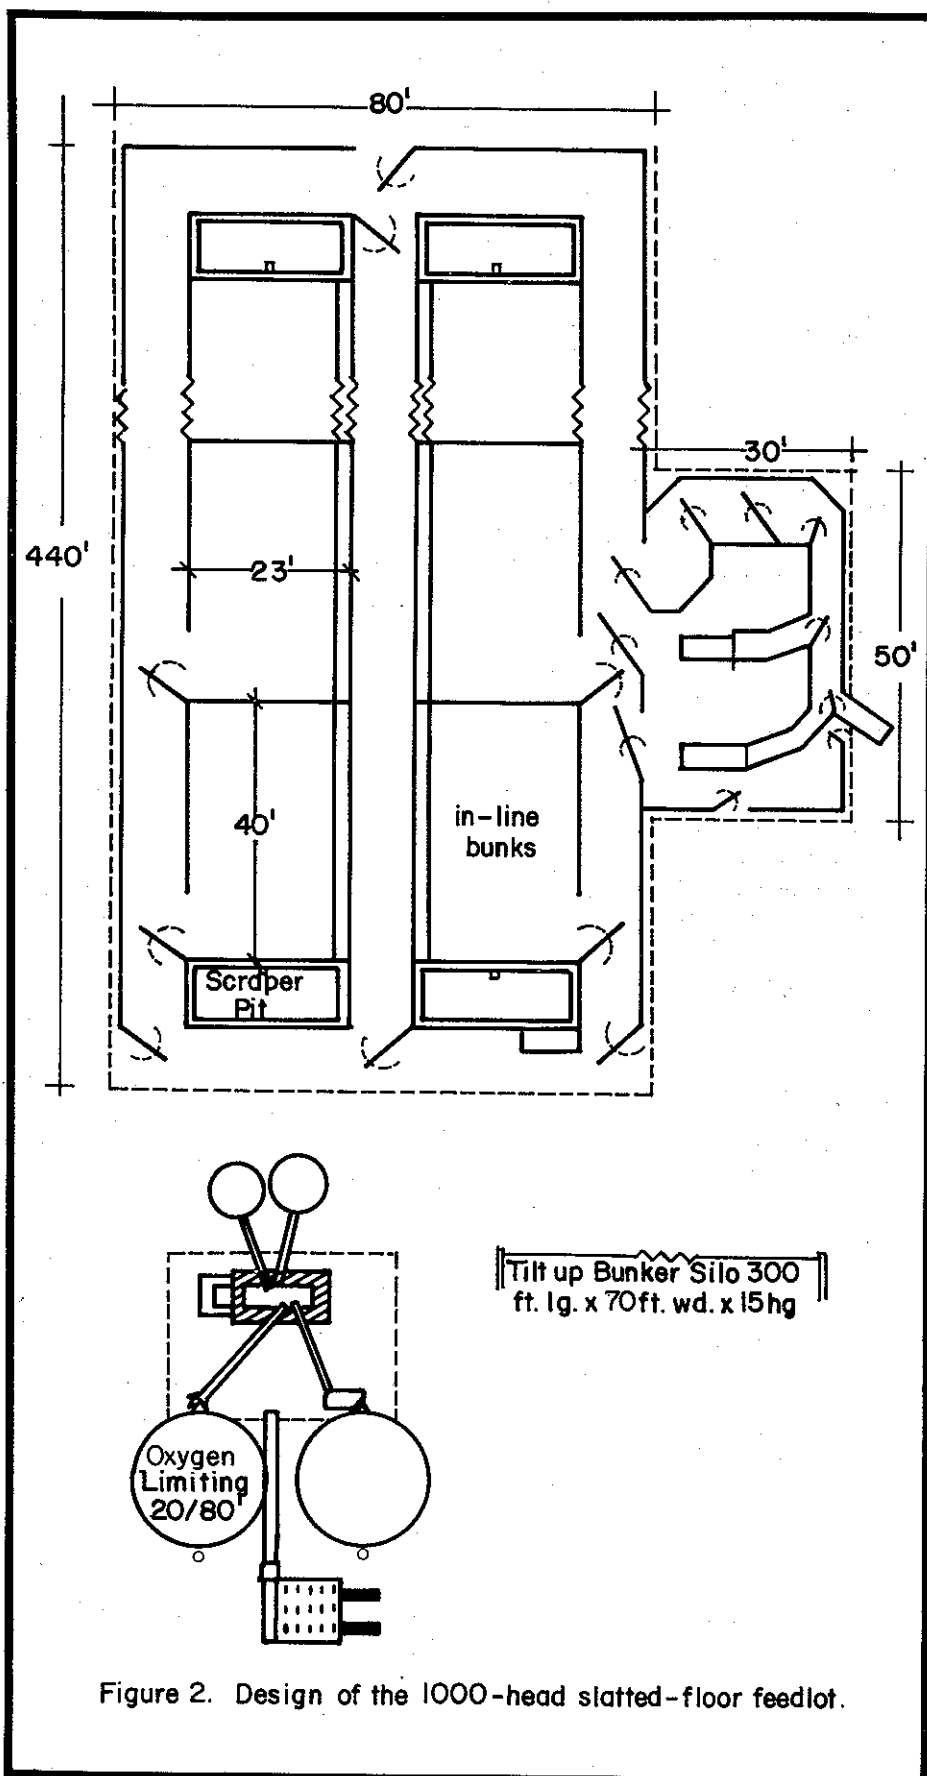 80'
30'
440'
23'
50'
40'
in-line
bunks
Scraper
Pit
Tilt up Bunker Silo 300
ft. lg. x 70ft. wd. x 15hg
Oxygen
Limiting
20/80'
Figure 2. Design of the 1000-head slatted-floor feedlot.